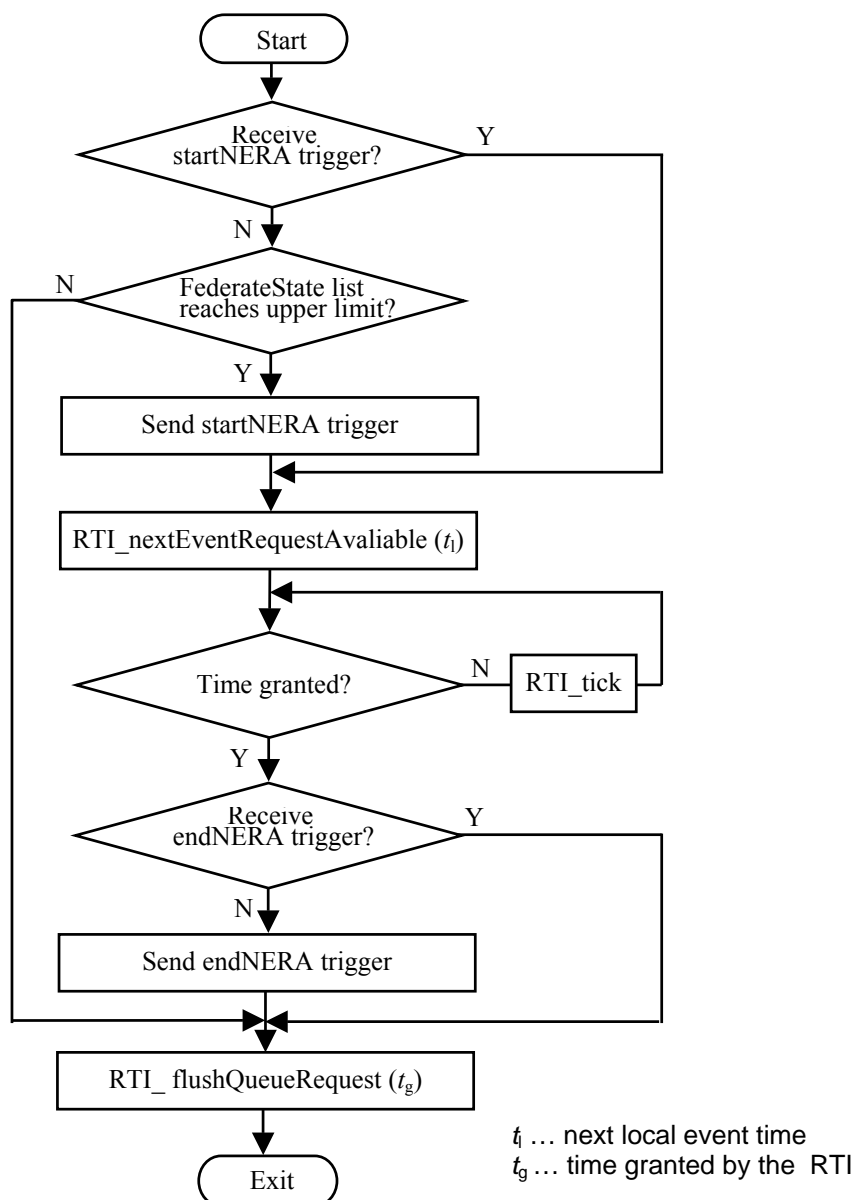 Start
Receive
startNERA trigger?
Y
N
N
FederateState list
reaches upper limit?
Y
Send startNERA trigger
RTI_nextEventRequestAvaliable (tl)
Time granted?
N
RTI_tick
Y
Receive
endNERA trigger?
Y
N
Send endNERA trigger
RTI_ flushQueueRequest (tg)
tl … next local event time
tg … time granted by the RTI
Exit